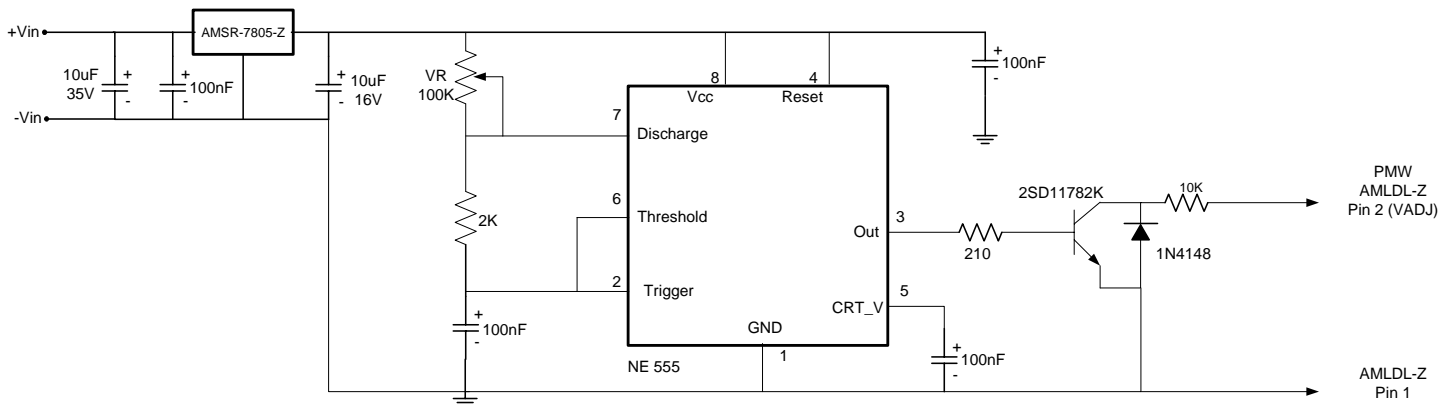 +Vin
AMSR-7805-Z
10uF
35V
+
-
+
-
100nF
+
-
10uF
16V
-Vin
VR
100K
2K
+
-
100nF
7
6
2
8
4
Vcc
Reset
Discharge
Threshold
Trigger
Out
CRT_V
GND
3
5
1
NE 555
+
-
100nF
+
-
100nF
210
2SD11782K
10K
1N4148
PMW
AMLDL-Z
Pin 2 (VADJ)
AMLDL-Z
Pin 1